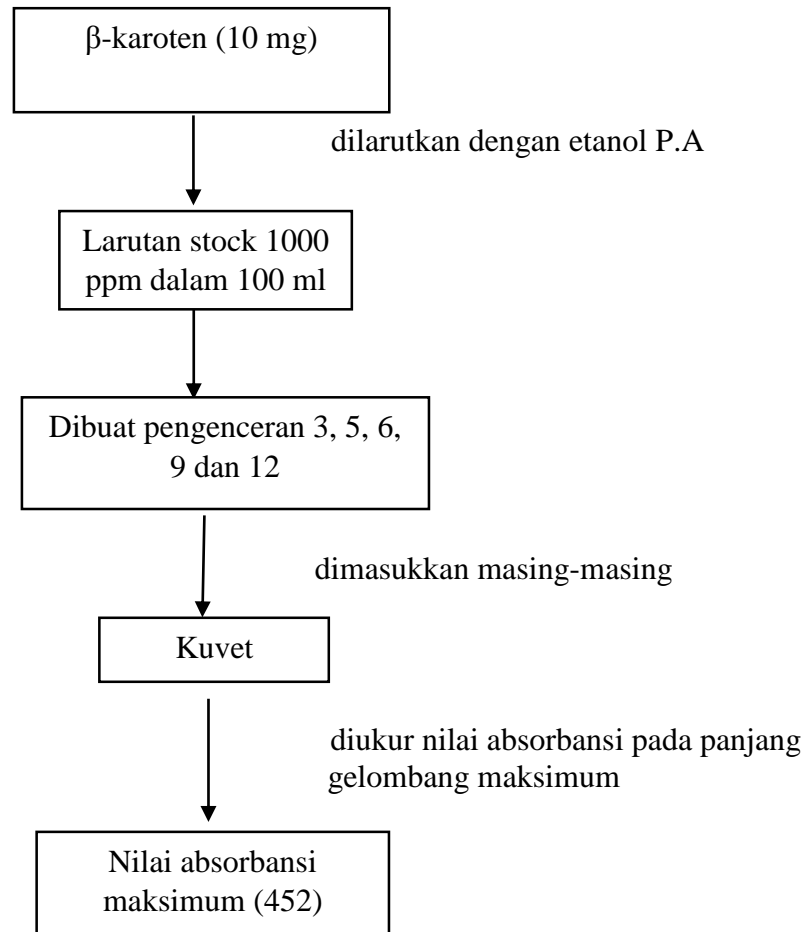 β-karoten (10 mg)
dilarutkan dengan etanol P.A
Larutan stock 1000
ppm dalam 100 ml
Dibuat pengenceran 3, 5, 6,
9 dan 12
dimasukkan masing-masing
Kuvet
diukur nilai absorbansi pada panjang
gelombang maksimum
Nilai absorbansi
maksimum (452)